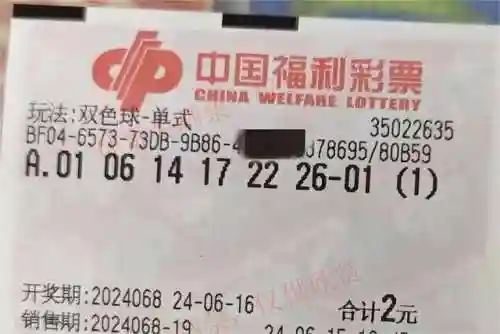 中国福利彩票
CHINA WELFARE LOTTERY
玩法:双色球-单式
35022635
BF04-6573-73DB-9B86-4 378695/80B59
A.01 06 14 17 22 26-01 (1)
开奖期:2024068 24-06-16
合计2元
销售期:2024068-19